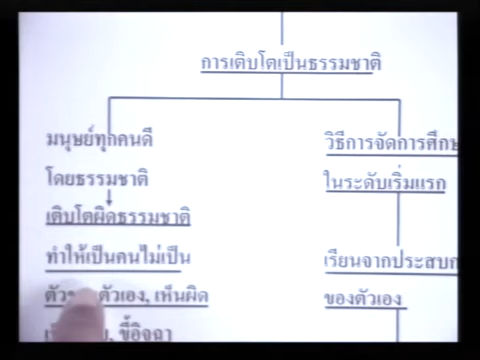 การเติบโตเป็นธรรมชาติ
มนุษย์ทุกคนดี
โดยธรรมชาติ
เติบโตผิดธรรมชาติ
ทำให้เป็นคนไม่เป็น
ตัวเอง, เห็นผิด
ขี้อิจฉา
วิธีการจัดการศึก
ในระดับเริ่มแรก
เรียนจากประสบ
ของตัวเอง